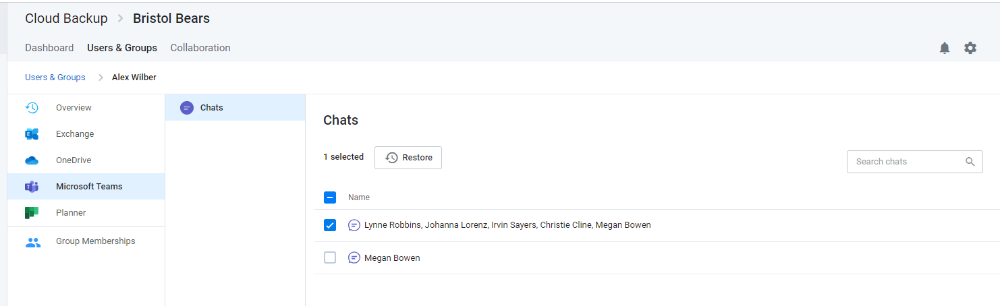 Cloud Backup > Bristol Bears
Dashboard Users & Groups Collaboration
Users & Groups > Alex Wilber
Overview
Exchange
OneDrive
Microsoft Teams
Planner
Group Memberships
Chats
Chats
1 selected Restore Search chats
Name
Lynne Robbins, Johanna Lorenz, Irvin Sayers, Christie Cline, Megan Bowen
Megan Bowen